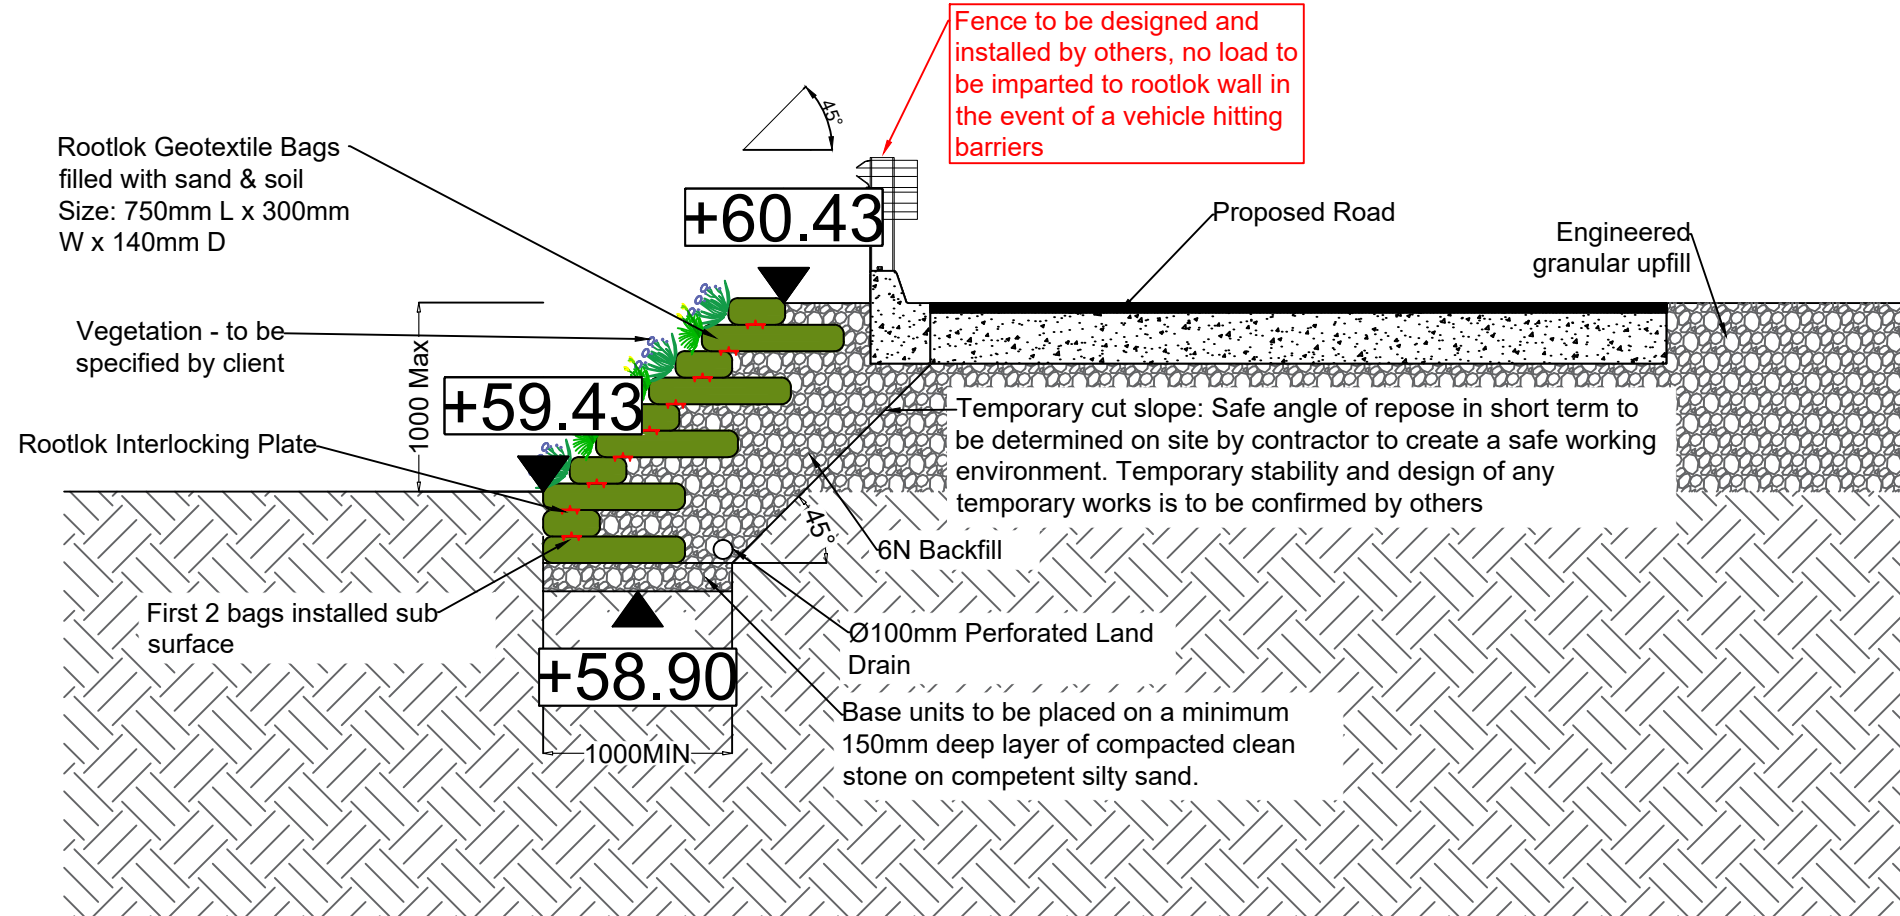 Fence to be designed and
installed by others, no load to
be imparted to rootlok wall in
the event of a vehicle hitting
barriers
45°
Rootlok Geotextile Bags
filled with sand & soil
Size: 750mm L x 300mm
W x 140mm D
+60.43
Proposed Road
Engineered
granular upfill
Vegetation - to be
specified by client
1000 Max
+59.43
Temporary cut slope: Safe angle of repose in short term to
be determined on site by contractor to create a safe working
environment. Temporary stability and design of any
temporary works is to be confirmed by others
Rootlok Interlocking Plate
45°
6N Backfill
First 2 bags installed sub
surface
Ø100mm Perforated Land
Drain
+58.90
Base units to be placed on a minimum
150mm deep layer of compacted clean
stone on competent silty sand.
1000MIN